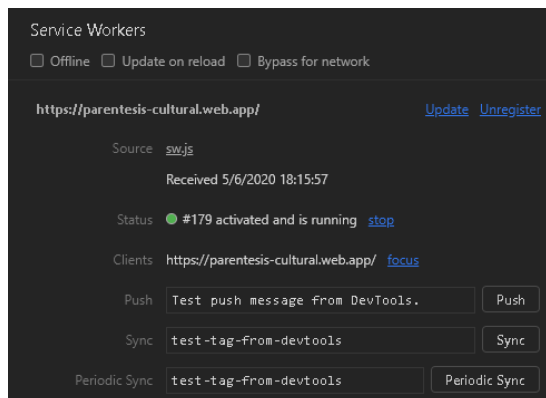 Service Workers
Offline Update on reload Bypass for network
https://parentesis-cultural.web.app/ Update Unregister
Source sw.js
Received 5/6/2020 18:15:57
Status #179 activated and is running stop
Clients https://parentesis-cultural.web.app/ focus
Push Test push message from DevTools. Push
Sync test-tag-from-devtools Sync
Periodic Sync test-tag-from-devtools Periodic Sync